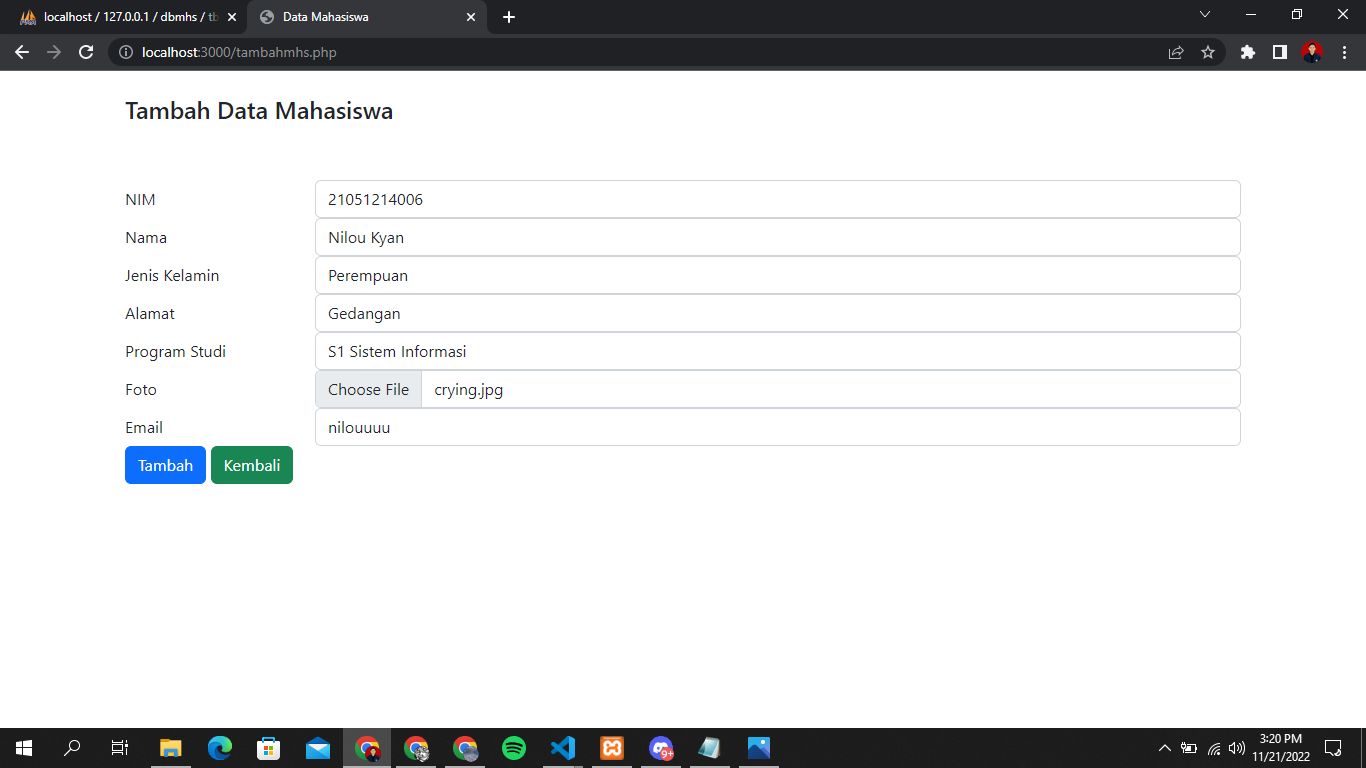 localhost / 127.0.0.1 / dbmhs / tb
Data Mahasiswa
localhost:3000/tambahmhs.php
Tambah Data Mahasiswa
NIM 21051214006
Nama Nilou Kyan
Jenis Kelamin Perempuan
Alamat Gedangan
Program Studi S1 Sistem Informasi
Foto Choose File crying.jpg
Email nilouuuu
Tambah Kembali
9+
3:20 PM
11/21/2022